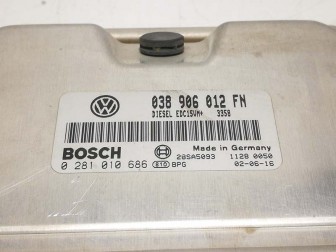 038 906 012 FN
DIESEL EDC15VM+ 3358
BOSCH
Made in Germany
28SA5093 1128 0050
0 281 010 686 BPG 02-06-16